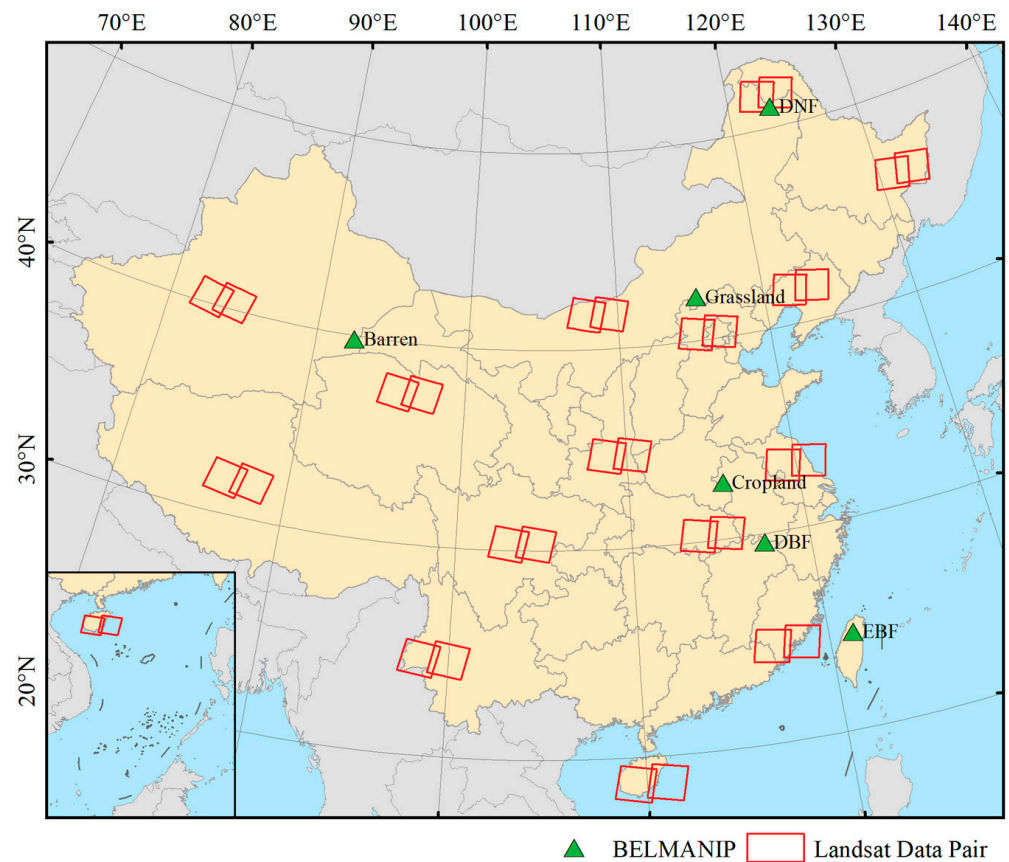 70°E 80°E 90°E 100°E 110°E 120°E 130°E 140°E
DNF
40°N
Grassland
Barren
30°N
Cropland
DBF
EBF
20°N
BELMANIP Landsat Data Pair